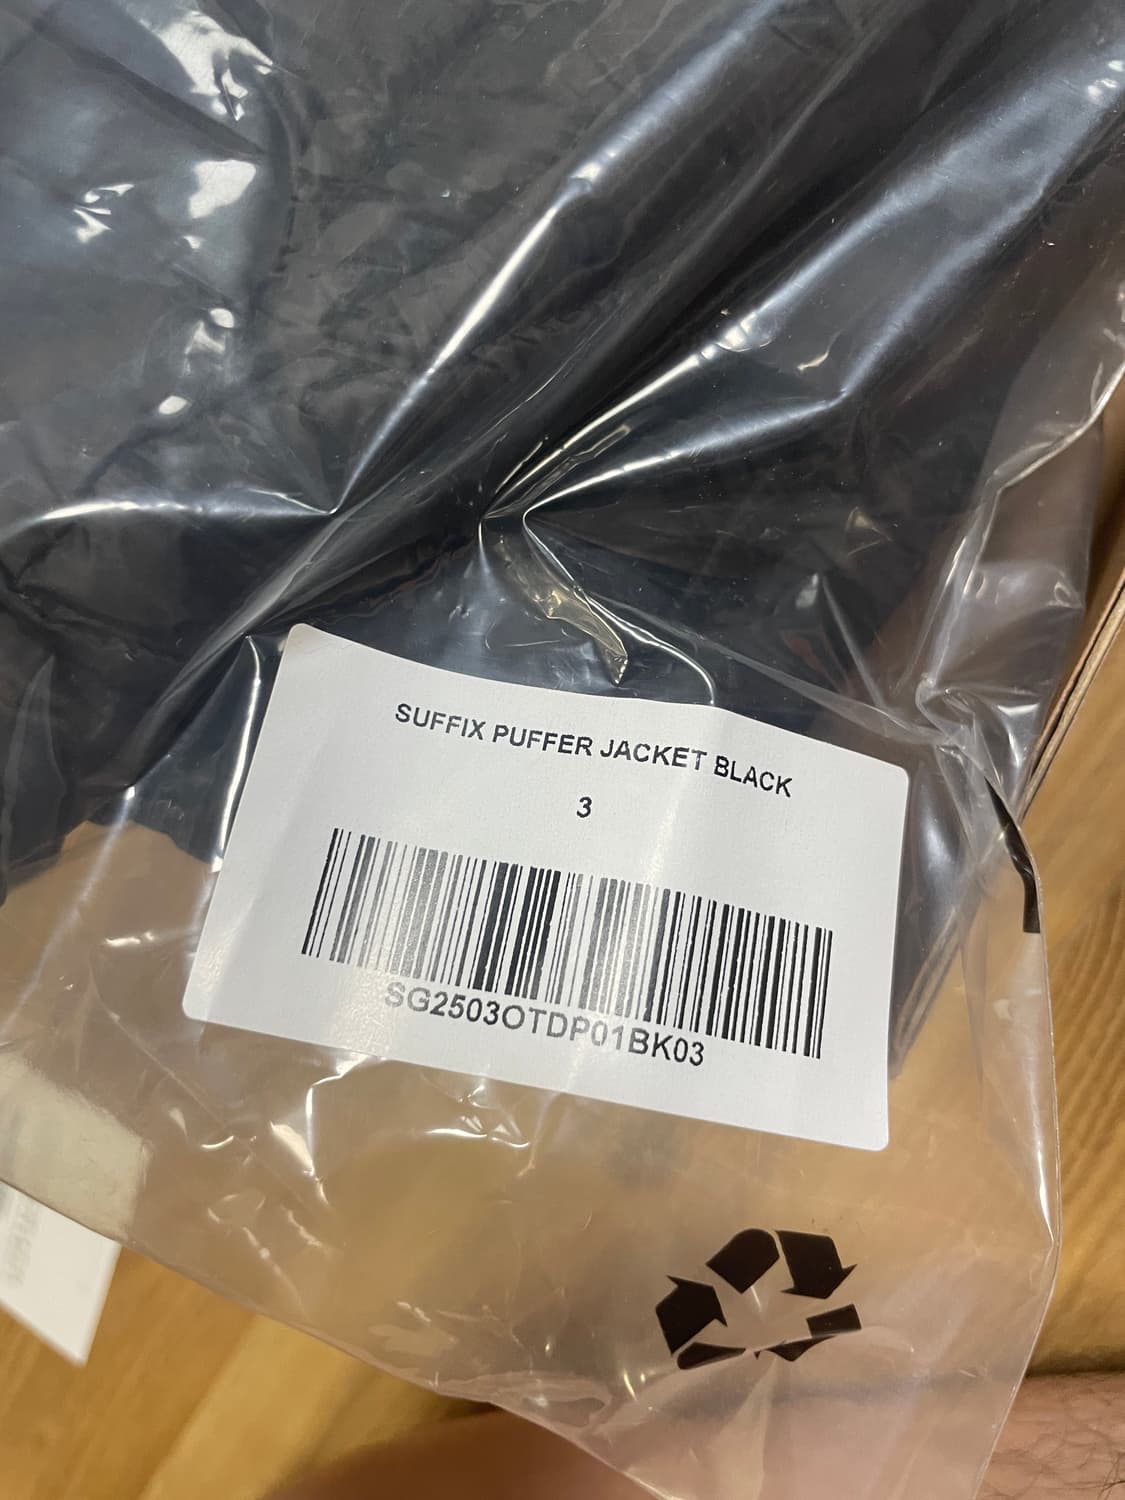 SUFFIX PUFFER JACKET BLACK
3
SG2503OTDP01BK03